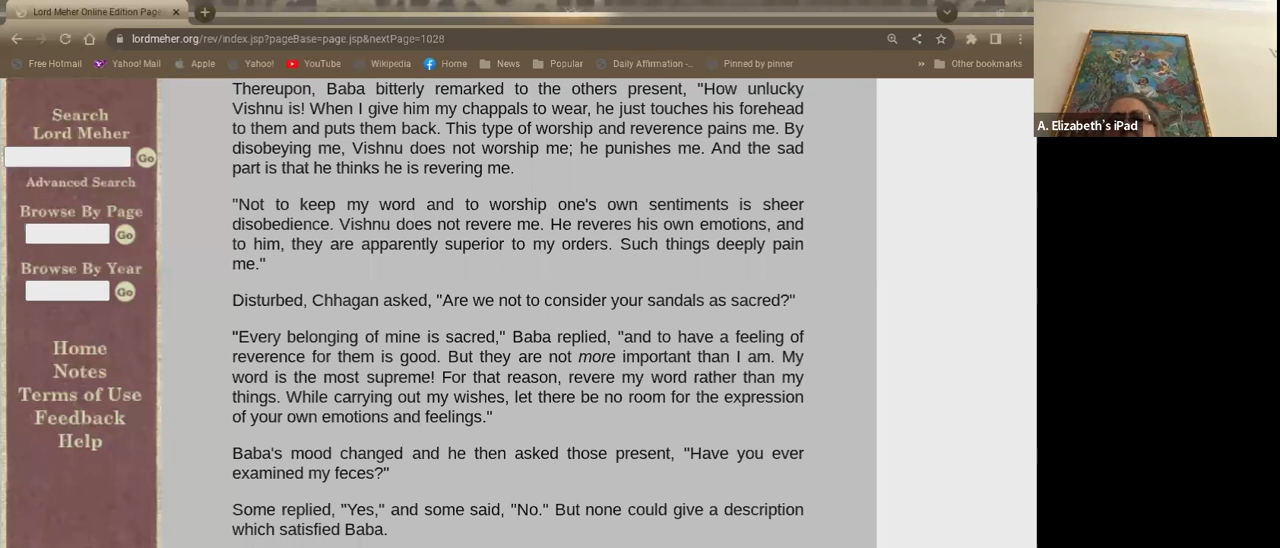 Lord Meher Online Edition Page
lordmeher.org/rev/index.jsp?pageBase=page.jsp&nextPage=1028
Free Hotmail Yahoo! Mail Apple Yahoo! YouTube Wikipedia Home News Popular Daily Affirmation -... Pinned by pinner » Other bookmarks
A. Elizabeth's iPad
Search
Lord Meher
Go
Advanced Search
Browse By Page
Go
Browse By Year
Go
Home
Notes
Terms of Use
Feedback
Help
Thereupon, Baba bitterly remarked to the others present, "How unlucky
Vishnu is! When I give him my chappals to wear, he just touches his forehead
to them and puts them back. This type of worship and reverence pains me. By
disobeying me, Vishnu does not worship me; he punishes me. And the sad
part is that he thinks he is revering me.
"Not to keep my word and to worship one's own sentiments is sheer
disobedience. Vishnu does not revere me. He reveres his own emotions, and
to him, they are apparently superior to my orders. Such things deeply pain
me."
Disturbed, Chhagan asked, "Are we not to consider your sandals as sacred?"
"Every belonging of mine is sacred," Baba replied, "and to have a feeling of
reverence for them is good. But they are not more important than I am. My
word is the most supreme! For that reason, revere my word rather than my
things. While carrying out my wishes, let there be no room for the expression
of your own emotions and feelings."
Baba's mood changed and he then asked those present, "Have you ever
examined my feces?"
Some replied, "Yes," and some said, "No." But none could give a description
which satisfied Baba.